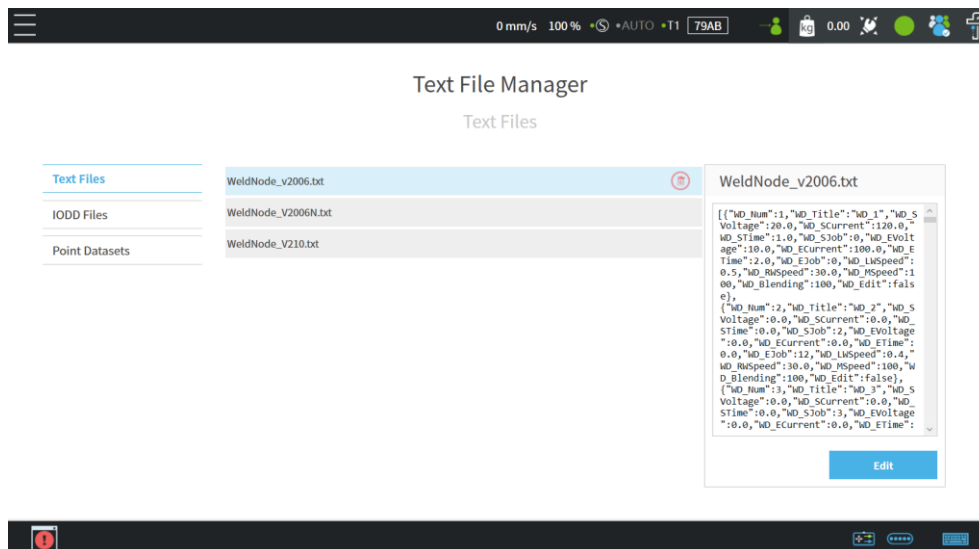 0 mm/s 100 % S AUTO T1 79AB kg 0.00
Text File Manager
Text Files
Text Files
IODD Files
Point Datasets
WeldNode_v2006.txt
WeldNode_V2006N.txt
WeldNode_V210.txt
WeldNode_v2006.txt
[{"WD_Num":1,"WD_Title":"WD_1","WD_S
Voltage":20.0,"WD_SCurrent":120.0,"
WD_STime":1.0,"WD_SJob":0,"WD_EVolt
age":10.0,"WD_ECurrent":100.0,"WD_E
Time":2.0,"WD_EJob":0,"WD_LWSpeed":
0.5,"WD_RWSpeed":30.0,"WD_MSpeed":1
00,"WD_Blending":100,"WD_Edit":fals
e},
{"WD_Num":2,"WD_Title":"WD_2","WD_S
Voltage":0.0,"WD_SCurrent":0.0,"WD_
STime":0.0,"WD_SJob":2,"WD_EVoltage
":0.0,"WD_ECurrent":0.0,"WD_ETime":
0.0,"WD_EJob":12,"WD_LWSpeed":0.4,"
WD_RWSpeed":30.0,"WD_MSpeed":100,"W
D_Blending":100,"WD_Edit":false},
{"WD_Num":3,"WD_Title":"WD_3","WD_S
Voltage":0.0,"WD_SCurrent":0.0,"WD_
STime":0.0,"WD_SJob":3,"WD_EVoltage
":0.0,"WD_ECurrent":0.0,"WD_ETime":
Edit